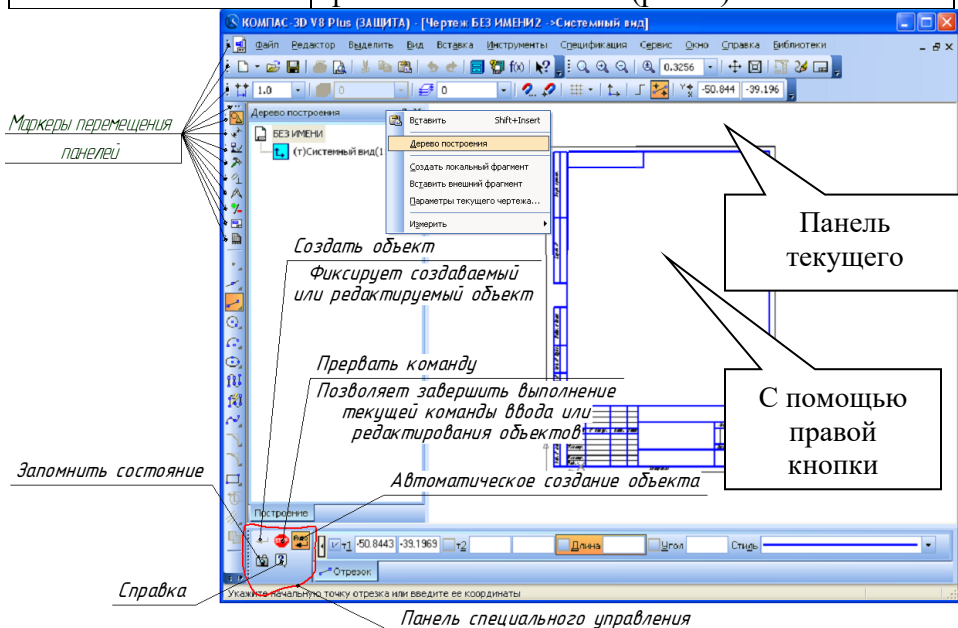 КОМПАС-3D V8 Plus (ЗАЩИТА) - [Чертеж БЕЗ ИМЕНИ2 ->Системный вид]
Файл Редактор Выделить Вид Вставка Инструменты Спецификация Сервис Окно Справка Библиотеки
0.3256
1.0 0 0 -50.844 -39.196
Дерево построения
БЕЗ ИМЕНИ
(т)Системный вид(1
Вставить Shift+Insert
Дерево построения
Создать локальный фрагмент
Вставить внешний фрагмент
Параметры текущего чертежа...
Измерить
Маркеры перемещения
панелей
Панель
текущего
Создать объект
Фиксирует создаваемый
или редактируемый объект
Прервать команду
Позволяет завершить выполнение
текущей команды ввода или
редактирования объектов
С помощью
правой
кнопки
Запомнить состояние
Автоматическое создание объекта
Построение
т1 -50.8443 -39.1969 т2 Длина Угол Стиль
Отрезок
Справка
Укажите начальную точку отрезка или введите ее координаты
Панель специального управления